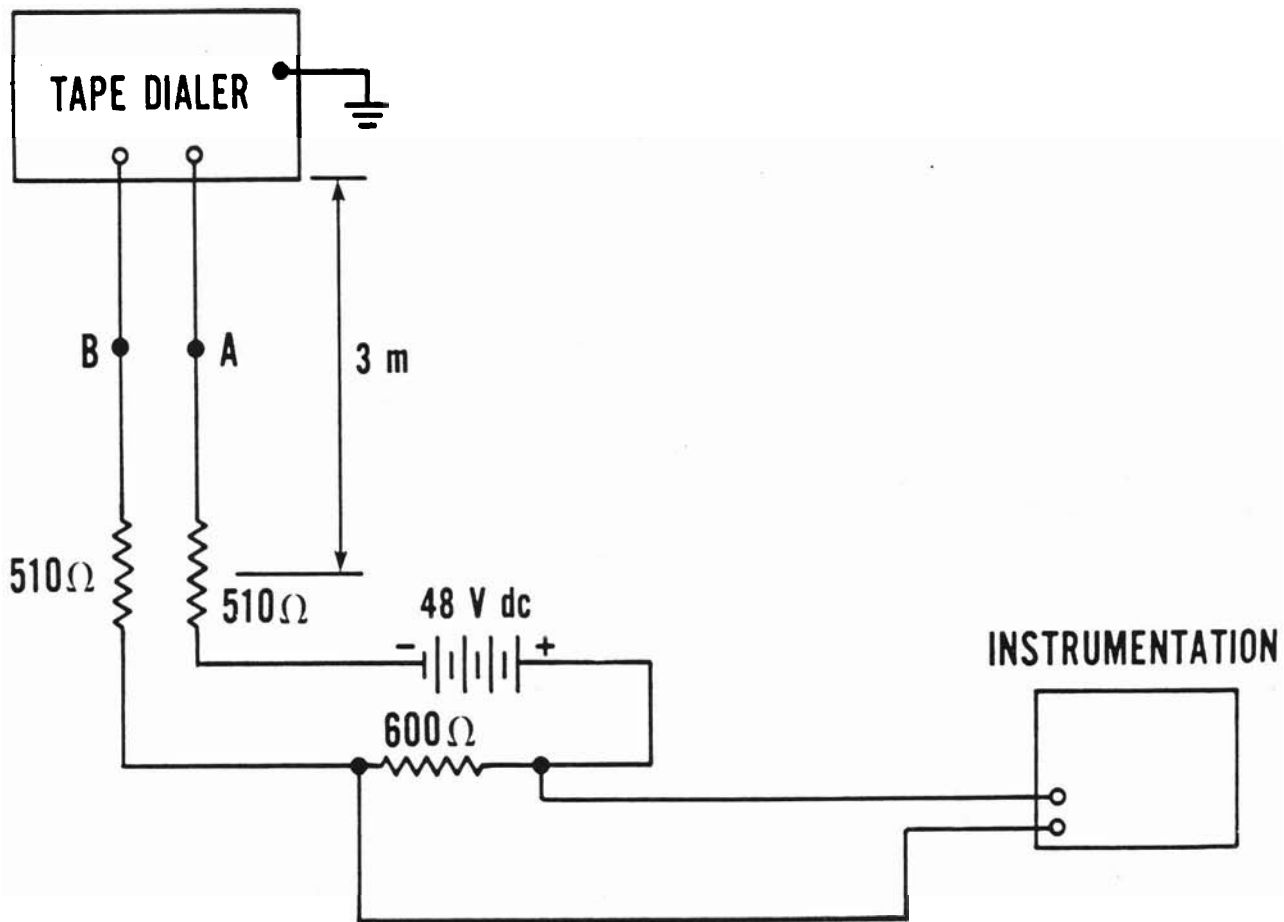 TAPE DIALER
B
A
3 m
510Ω
510Ω
48 V dc
-
+
600Ω
INSTRUMENTATION